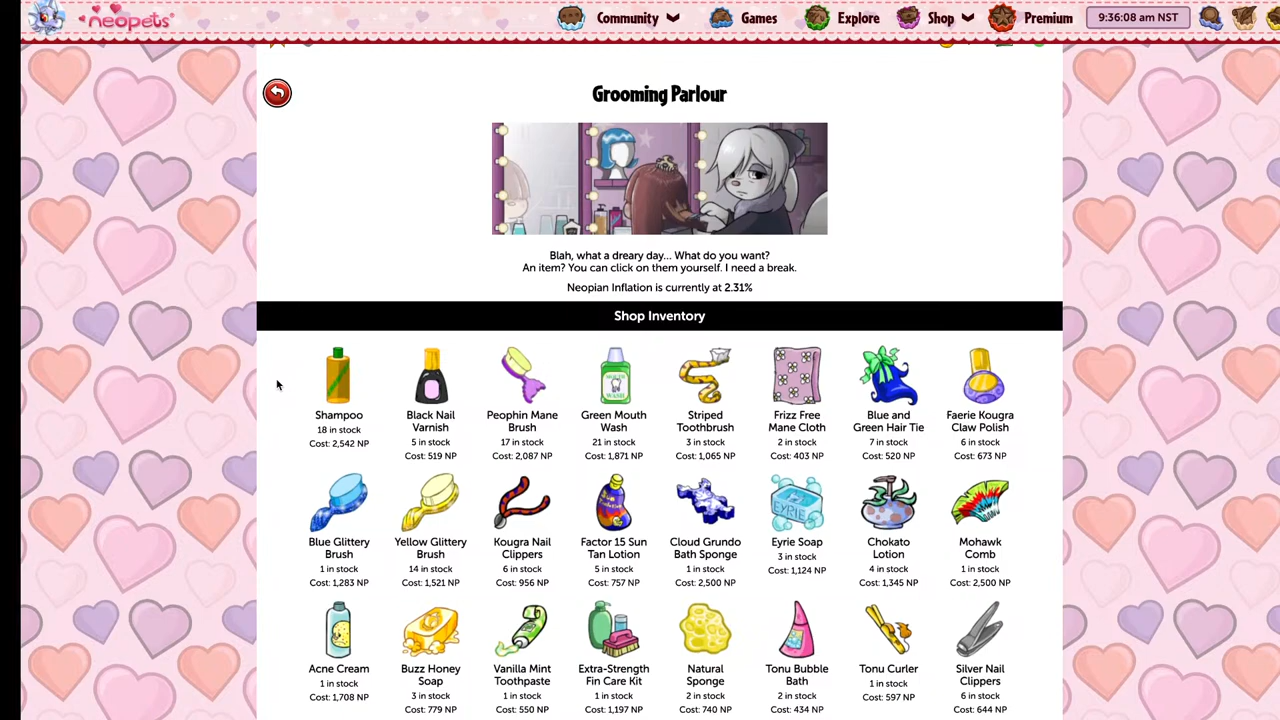 neopets
Community
Games
Explore
Shop
Premium
9:36:08 am NST
Grooming Parlour
Blah, what a dreary day... What do you want?
An item? You can click on them yourself. I need a break.
Neopian Inflation is currently at 2.31%
Shop Inventory
Shampoo
18 in stock
Cost: 2,542 NP
Black Nail
Varnish
5 in stock
Cost: 519 NP
Peophin Mane
Brush
17 in stock
Cost: 2,087 NP
Green Mouth
Wash
21 in stock
Cost: 1,871 NP
Striped
Toothbrush
3 in stock
Cost: 1,065 NP
Frizz Free
Mane Cloth
2 in stock
Cost: 403 NP
Blue and
Green Hair Tie
7 in stock
Cost: 520 NP
Faerie Kougra
Claw Polish
6 in stock
Cost: 673 NP
Blue Glittery
Brush
1 in stock
Cost: 1,283 NP
Yellow Glittery
Brush
14 in stock
Cost: 1,521 NP
Kougra Nail
Clippers
6 in stock
Cost: 956 NP
Factor 15 Sun
Tan Lotion
5 in stock
Cost: 757 NP
Cloud Grundo
Bath Sponge
1 in stock
Cost: 2,500 NP
EYRIE
Eyrie Soap
3 in stock
Cost: 1,124 NP
Chokato
Lotion
4 in stock
Cost: 1,345 NP
Mohawk
Comb
1 in stock
Cost: 2,500 NP
Acne Cream
1 in stock
Cost: 1,708 NP
Buzz Honey
Soap
3 in stock
Cost: 779 NP
Vanilla Mint
Toothpaste
1 in stock
Cost: 550 NP
Extra-Strength
Fin Care Kit
1 in stock
Cost: 1,197 NP
Natural
Sponge
2 in stock
Cost: 740 NP
Tonu Bubble
Bath
2 in stock
Cost: 434 NP
Tonu Curler
1 in stock
Cost: 597 NP
Silver Nail
Clippers
6 in stock
Cost: 644 NP